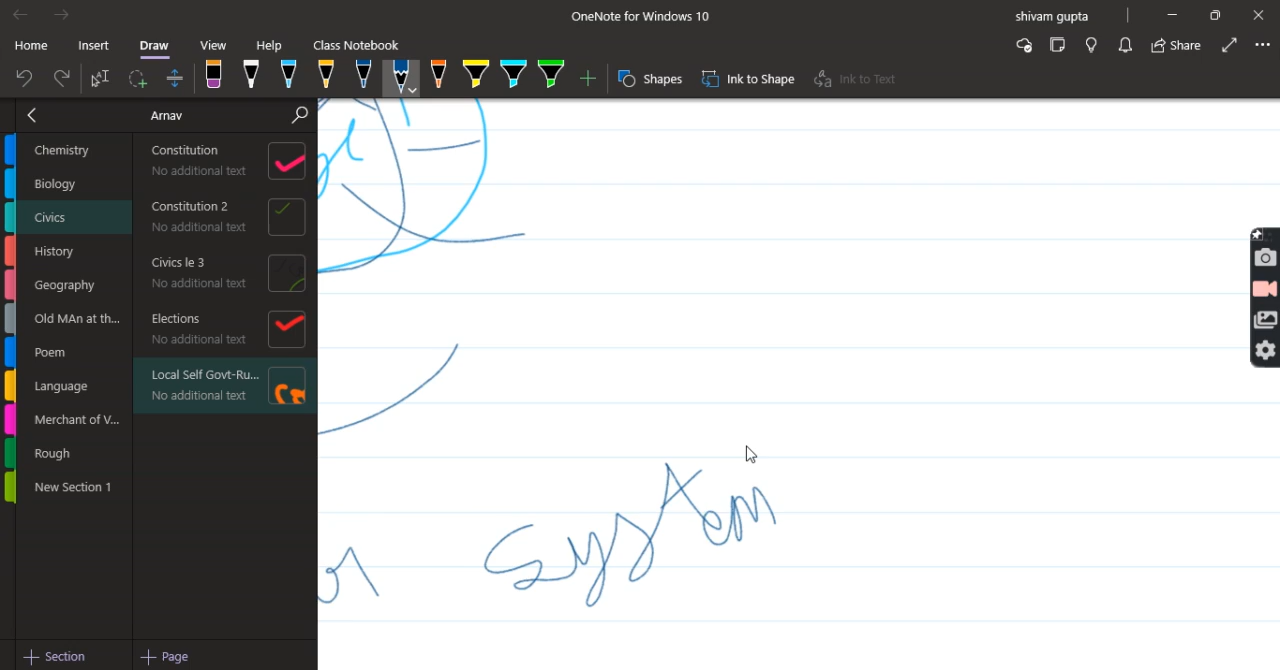 OneNote for Windows 10
shivam gupta
Home Insert Draw View Help Class Notebook
Share
Shapes Ink to Shape Ink to Text
Arnav
Chemistry
Biology
Civics
History
Geography
Old MAn at th...
Poem
Language
Merchant of V...
Rough
New Section 1
Section
Constitution
No additional text
Constitution 2
No additional text
Civics le 3
No additional text
Elections
No additional text
Local Self Govt-Ru...
No additional text
Page
system